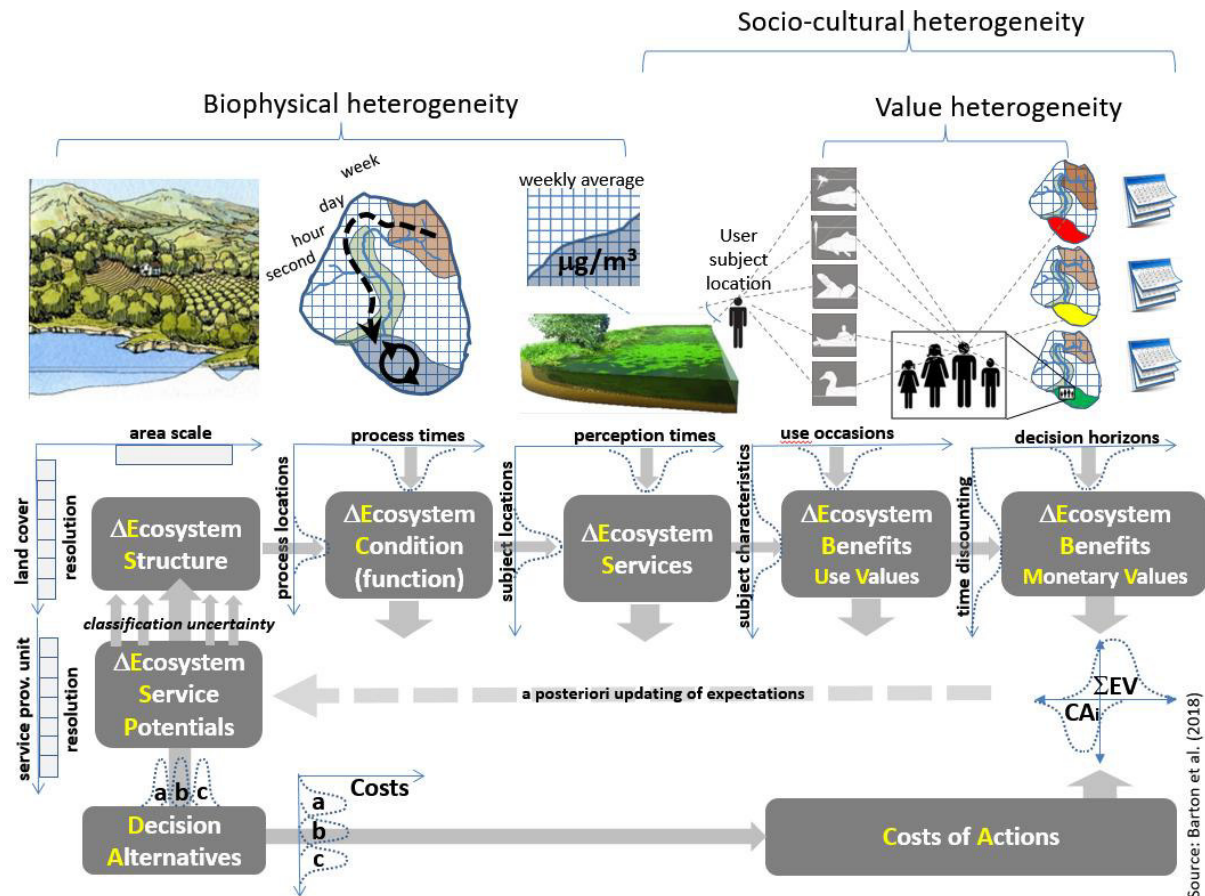 Socio-cultural heterogeneity
Biophysical heterogeneity
Value heterogeneity
week
day
hour
second
weekly average
µg/m³
User
subject
location
area scale
process times
perception times
use occasions
decision horizons
land cover
resolution
process locations
subject locations
subject characteristics
time discounting
ΔEcosystem
Structure
ΔEcosystem
Condition
(function)
ΔEcosystem
Services
ΔEcosystem
Benefits
Use Values
ΔEcosystem
Benefits
Monetary Values
classification uncertainty
service prov. unit
resolution
ΔEcosystem
Service
Potentials
a posteriori updating of expectations
ΣEV
CAi
a b c
Costs
a
b
c
Decision
Alternatives
Costs of Actions
Source: Barton et al. (2018)